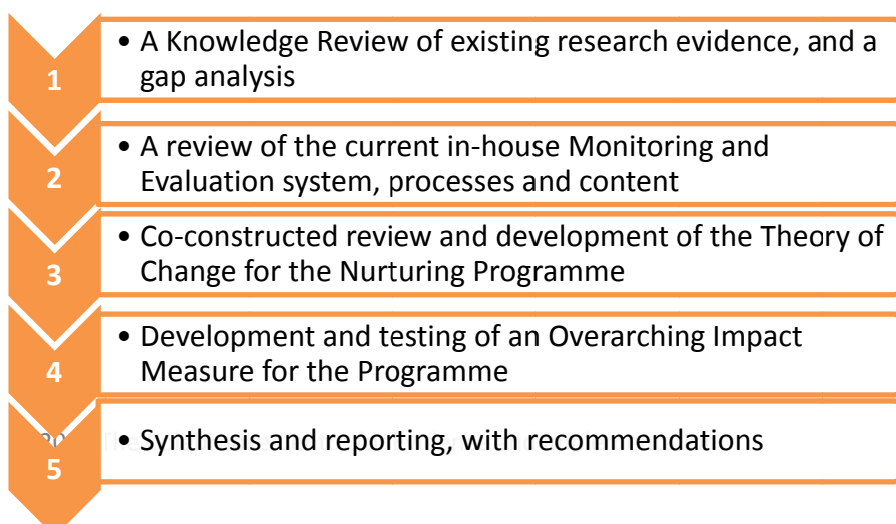 1
• A Knowledge Review of existing research evidence, and a
gap analysis
2
• A review of the current in-house Monitoring and
Evaluation system, processes and content
3
• Co-constructed review and development of the Theory of
Change for the Nurturing Programme
4
• Development and testing of an Overarching Impact
Measure for the Programme
5
• Synthesis and reporting, with recommendations